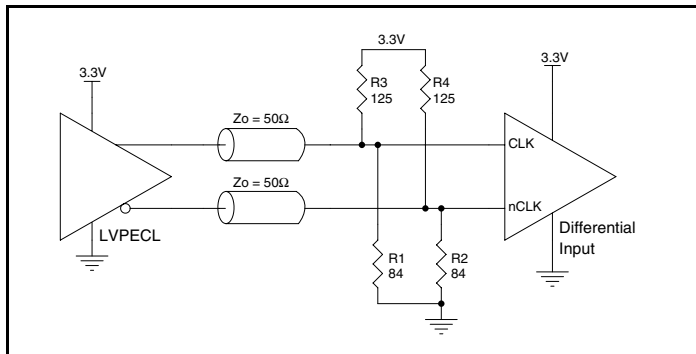 3.3V
3.3V
3.3V
R3
125
R4
125
Zo = 50Ω
CLK
Zo = 50Ω
nCLK
LVPECL
Differential
Input
R1
84
R2
84